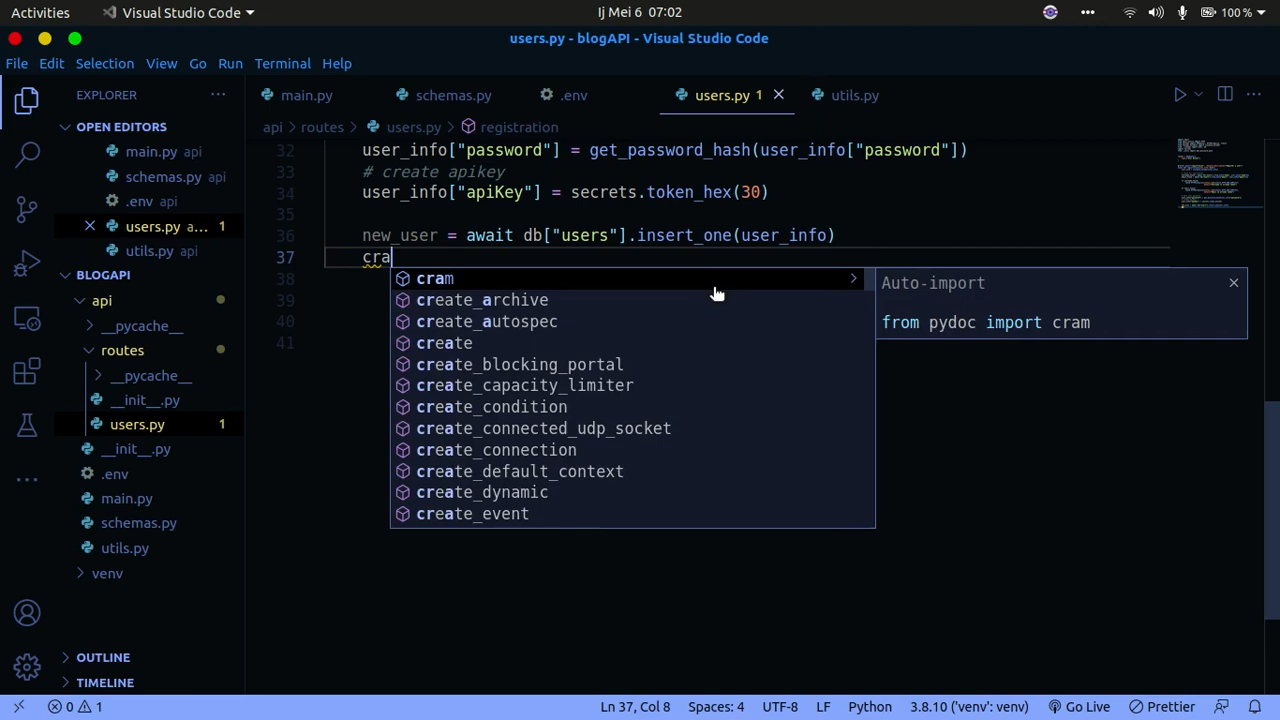 Activities
Visual Studio Code
Ij Mei 6 07:02
100 %
users.py - blogAPI - Visual Studio Code
File Edit Selection View Go Run Terminal Help
EXPLORER
main.py
schemas.py
.env
users.py 1
utils.py
OPEN EDITORS
api > routes > users.py > registration
main.py api
schemas.py api
.env api
users.py a... 1
utils.py api
BLOGAPI
api
__pycache__
routes
__pycache__
__init__.py
users.py 1
__init__.py
.env
main.py
schemas.py
utils.py
venv
OUTLINE
TIMELINE
32 user_info["password"] = get_password_hash(user_info["password"])
33 # create apikey
34 user_info["apiKey"] = secrets.token_hex(30)
35
36 new_user = await db["users"].insert_one(user_info)
37 cra
38
39
40
41
cram
create_archive
create_autospec
create
create_blocking_portal
create_capacity_limiter
create_condition
create_connected_udp_socket
create_connection
create_default_context
create_dynamic
create_event
Auto-import
from pydoc import cram
0 1
Ln 37, Col 8
Spaces: 4
UTF-8
LF
Python
3.8.10 ('venv': venv)
Go Live
Prettier